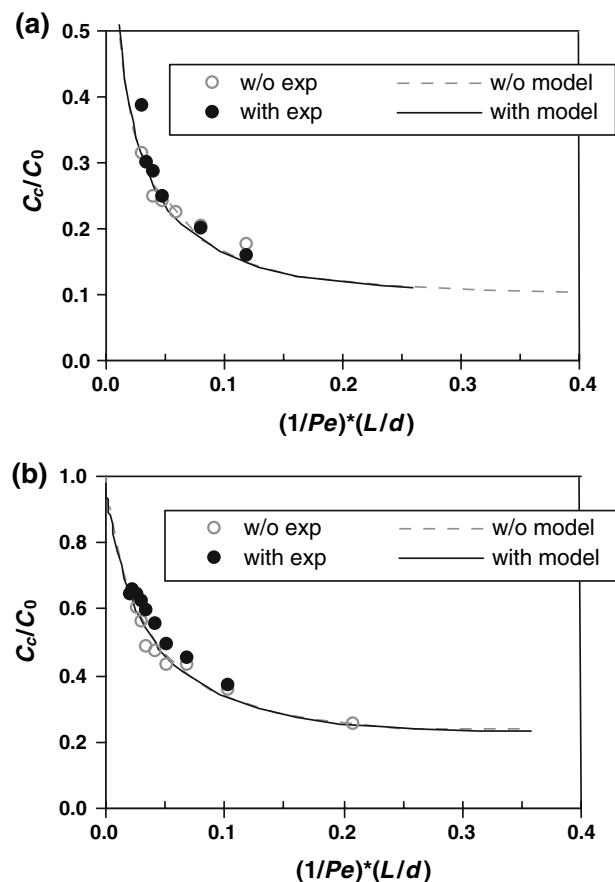 (a)
0.5
w/o exp w/o model
with exp with model
0.4
0.3
0.2
0.1
0.0
C_c/C_0
0.0 0.1 0.2 0.3 0.4
(1/Pe)*(L/d)
(b)
1.0
w/o exp w/o model
with exp with model
0.8
0.6
0.4
0.2
0.0
C_c/C_0
0.0 0.1 0.2 0.3 0.4
(1/Pe)*(L/d)